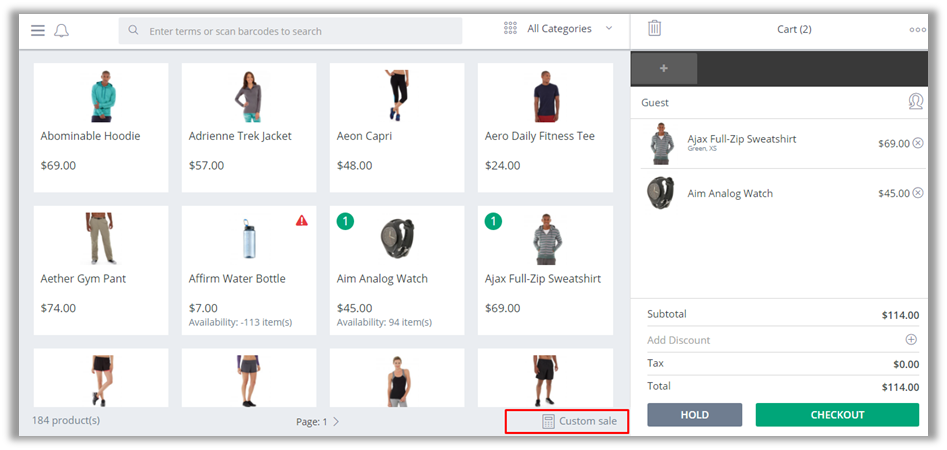 Enter terms or scan barcodes to search
All Categories
Cart (2)
+
Guest
Abominable Hoodie
$69.00
Adrienne Trek Jacket
$57.00
Aeon Capri
$48.00
Aero Daily Fitness Tee
$24.00
Ajax Full-Zip Sweatshirt
Green, XS
$69.00
Aim Analog Watch
$45.00
Aether Gym Pant
$74.00
Affirm Water Bottle
$7.00
Availability: -113 item(s)
1
Aim Analog Watch
$45.00
Availability: 94 item(s)
1
Ajax Full-Zip Sweatshirt
$69.00
Subtotal
$114.00
Add Discount
Tax
$0.00
Total
$114.00
HOLD
CHECKOUT
184 product(s)
Page: 1
Custom sale